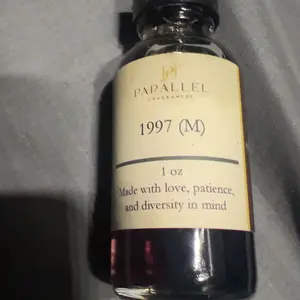 PARALLEL
FRAGRANCES
1997 (M)
1 oz
Made with love, patience,
and diversity in mind